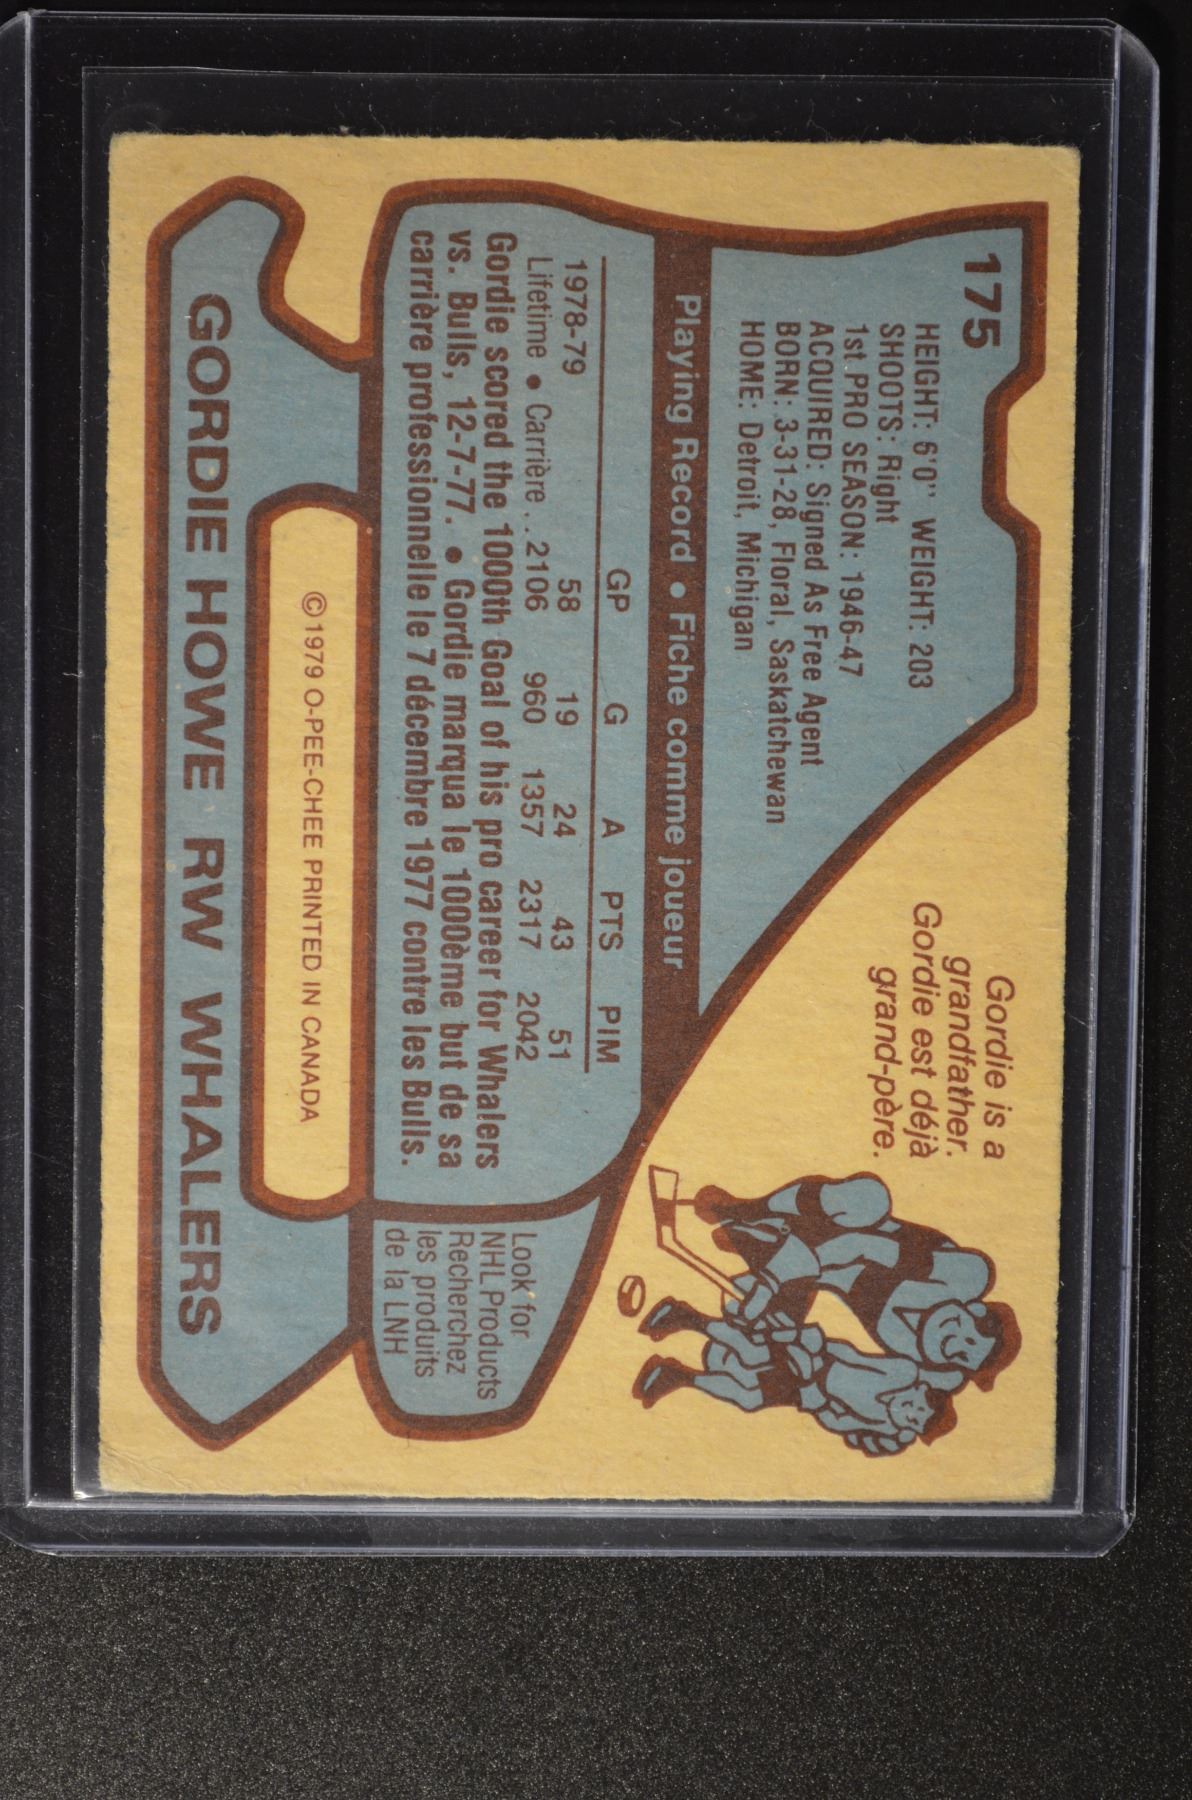 175
HEIGHT: 6'0" WEIGHT: 203
SHOOTS: Right
1st PRO SEASON: 1946-47
ACQUIRED: Signed As Free Agent
BORN: 3-31-28, Floral, Saskatchewan
HOME: Detroit, Michigan
Gordie is a
grandfather.
Gordie est déjà
grand-père.
Playing Record • Fiche comme joueur
GP G A PTS PIM
1978-79 58 19 24 43 51
Lifetime • Carrière .. 2106 960 1357 2317 2042
Gordie scored the 1000th Goal of his pro career for Whalers
vs. Bulls, 12-7-77. • Gordie marqua le 1000ème but de sa
carrière professionnelle le 7 décembre 1977 contre les Bulls.
Look for
NHL Products
Recherchez
les produits
de la LNH
©1979 O-PEE-CHEE PRINTED IN CANADA
GORDIE HOWE RW WHALERS